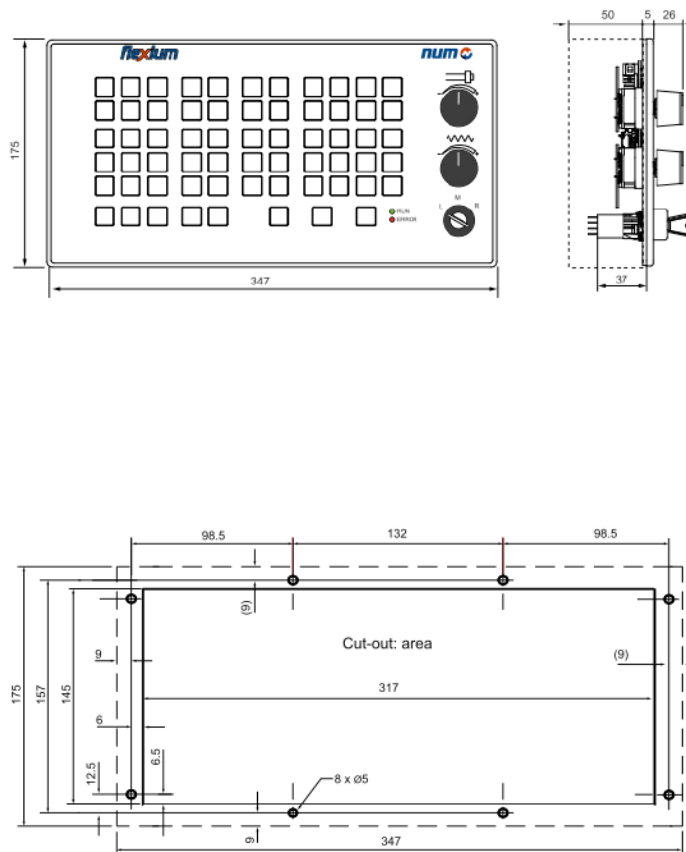 50 5 26
flexium num
175
M
L R
RUN
ERROR
347
37
98.5 132 98.5
(9)
Cut-out: area
9
(9)
317
175
157
145
6
6.5
12.5
8 x Ø5
9
347